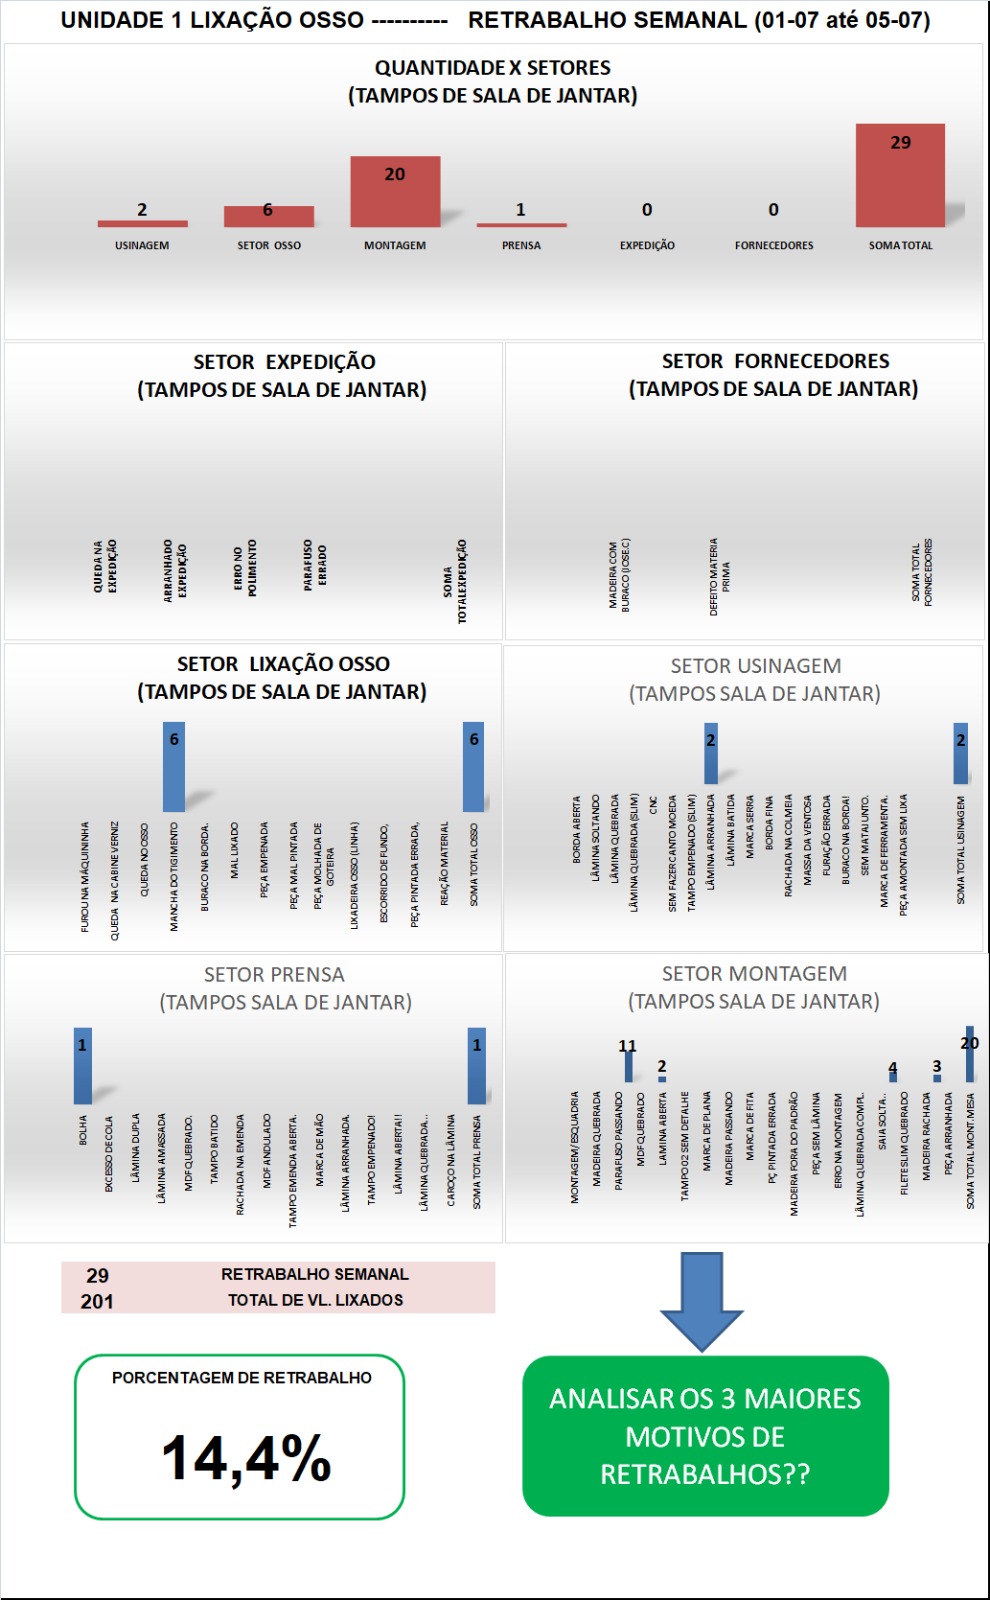 UNIDADE 1 LIXAÇÃO OSSO ---------- RETRABALHO SEMANAL (01-07 até 05-07)
QUANTIDADE X SETORES
(TAMPOS DE SALA DE JANTAR)
2
6
20
1
0
0
29
USINAGEM
SETOR OSSO
MONTAGEM
PRENSA
EXPEDIÇÃO
FORNECEDORES
SOMA TOTAL
SETOR EXPEDIÇÃO
(TAMPOS DE SALA DE JANTAR)
QUEDA NA
EXPEDIÇÃO
ARRANHADO
EXPEDIÇÃO
ERRO NO
POLIMENTO
PARAFUSO
ERRADO
SOMA
TOTALEXPEDIÇÃO
SETOR FORNECEDORES
(TAMPOS DE SALA DE JANTAR)
MADEIRA COM
BURACO (JOSE.C)
DEFEITO MATERIA
PRIMA
SOMA TOTAL
FORNECEDORES
SETOR LIXAÇÃO OSSO
(TAMPOS DE SALA DE JANTAR)
6
6
FUROU NA MÁQUININHA
QUEDA NA CABINE VERNIZ
QUEDA NO OSSO
MANCHA DO TIGIMENTO
BURACO NA BORDA.
MAL LIXADO
PEÇA EMPENADA
PEÇA MAL PINTADA
PEÇA MOLHADA DE
GOTEIRA
LIXADEIRA OSSO (LINHA)
ESCORRIDO DE FUNDO,
PEÇA PINTADA ERRADA,
REAÇÃO MATERIAL
SOMA TOTAL OSSO
SETOR USINAGEM
(TAMPOS SALA DE JANTAR)
2
2
BORDA ABERTA
LÂMINA SOLTANDO
LÂMINA QUEBRADA
LÂMINA QUEBRADA (SLIM)
CNC
SEM FAZER CANTO MOEDA
TAMPO EMPENADO (SLIM)
LÂMINA ARRANHADA
LÂMINA BATIDA
MARCA SERRA
BORDA FINA
RACHADA NA COLMEIA
MASSA DA VENTOSA
FURAÇÃO ERRADA
BURACO NA BORDA!
SEM MATAJUNTO.
MARCA DE FERRAMENTA.
PEÇA AMONTADA SEM LIXA
SOMA TOTAL USINAGEM
SETOR PRENSA
(TAMPOS SALA DE JANTAR)
1
1
BOLHA
EXCESSO DE COLA
LÂMINA DUPLA
LÂMINA AMASSADA
MDF QUEBRADO.
TAMPO BATIDO
RACHADA NA EMENDA
MDF ANDULADO
TAMPO EMENDA ABERTA.
MARCA DE MÃO
LÂMINA ARRANHADA.
TAMPO EMPENADO!
LÂMINA ABERTA!!
LÂMINA QUEBRADA...
CAROÇO NA LÂMINA
SOMA TOTAL PRENSA
SETOR MONTAGEM
(TAMPOS SALA DE JANTAR)
11
2
4
3
20
MONTAGEM/ESQUADRIA
MADEIRA QUEBRADA
PARAFUSO PASSANDO
MDF QUEBRADO
LAMINA ABERTA
TAMPO 02 SEM DETALHE
MARCA DE PLANA
MADEIRA PASSANDO
MARCA DE FITA
PÇ PINTADA ERRADA
MADEIRA FORA DO PADRÃO
PEÇA SEM LÂMINA
ERRO NA MONTAGEM
LÂMINA QUEBRADA COMPL.
SAIA SOLTA..
FILETE SLIM QUEBRADO
MADEIRA RACHADA
PEÇA ARRANHADA
SOMA TOTAL MONT.MESA
29 RETRABALHO SEMANAL
201 TOTAL DE VL. LIXADOS
PORCENTAGEM DE RETRABALHO
14,4%
ANALISAR OS 3 MAIORES
MOTIVOS DE
RETRABALHOS??